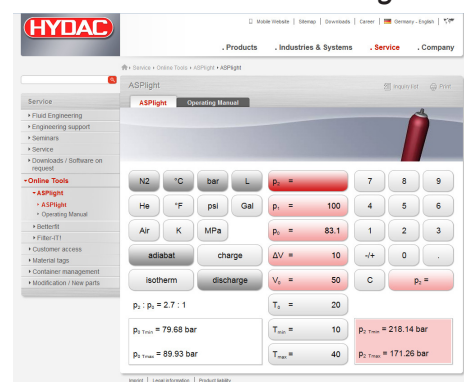 HYDAC
Mobile Website | Sitemap | Downloads | Career | Germany - English
. Products . Industries & Systems . Service . Company
Service › Online Tools › ASPlight › ASPlight
ASPlight
Inquiry list Print
ASPlight Operating Manual
Service
Fluid Engineering
Engineering support
Seminars
Service
Downloads / Software on
request
Online Tools
ASPlight
ASPlight
Operating Manual
Betterfit
Filter-IT!
Customer access
Material tags
Container management
Modification / New parts
N2 °C bar L p₂ = 7 8 9
He °F psi Gal p₁ = 100 4 5 6
Air K MPa p₀ = 83.1 1 2 3
adiabat charge ΔV = 10 -/+ 0 .
isotherm discharge V₀ = 50 C p₂ =
p₂ : p₀ = 2.7 : 1 T₀ = 20
p₀ Tmin = 79.68 bar Tmin = 10 p₂ Tmin = 218.14 bar
p₀ Tmax = 89.93 bar Tmax = 40 p₂ Tmax = 171.26 bar
Imprint | Legal information | Product liability